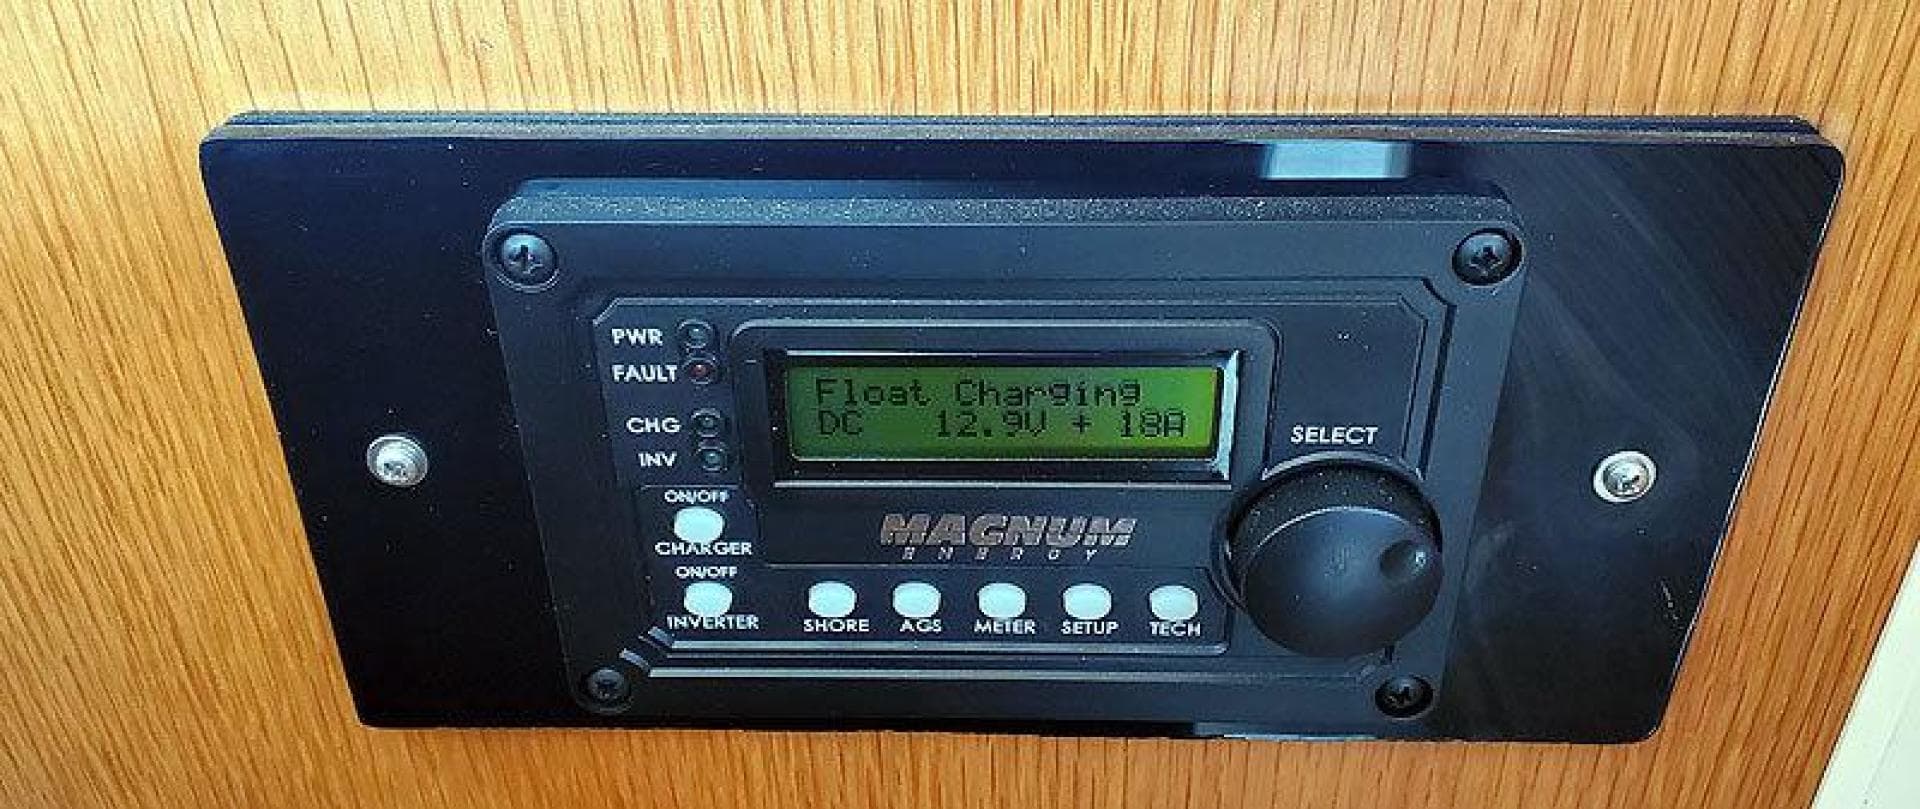 PWR
FAULT
CHG
INV
Float Charging
DC 12.9V + 18A
SELECT
ON/OFF
CHARGER
ON/OFF
INVERTER
MAGNUM
ENERGY
SHORE AGS METER SETUP TECH